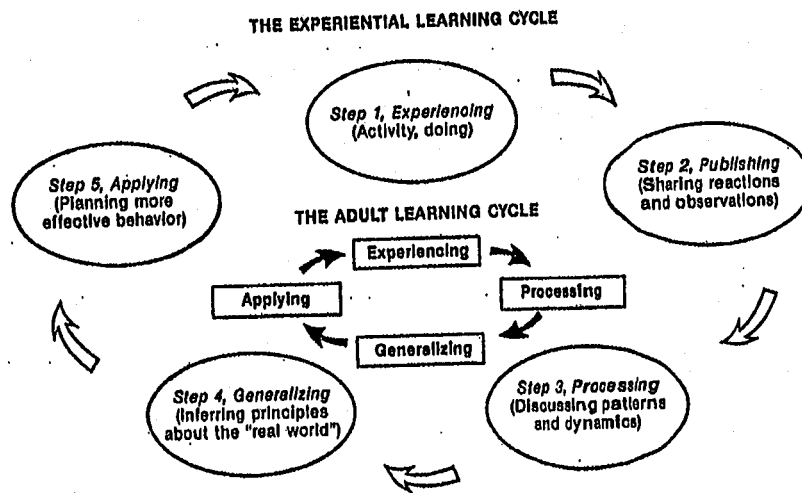 THE EXPERIENTIAL LEARNING CYCLE
Step 1, Experiencing
(Activity, doing)
Step 2, Publishing
(Sharing reactions
and observations)
Step 3, Processing
(Discussing patterns
and dynamics)
Step 4, Generalizing
(Inferring principles
about the "real world")
Step 5, Applying
(Planning more
effective behavior)
THE ADULT LEARNING CYCLE
Experiencing
Processing
Generalizing
Applying